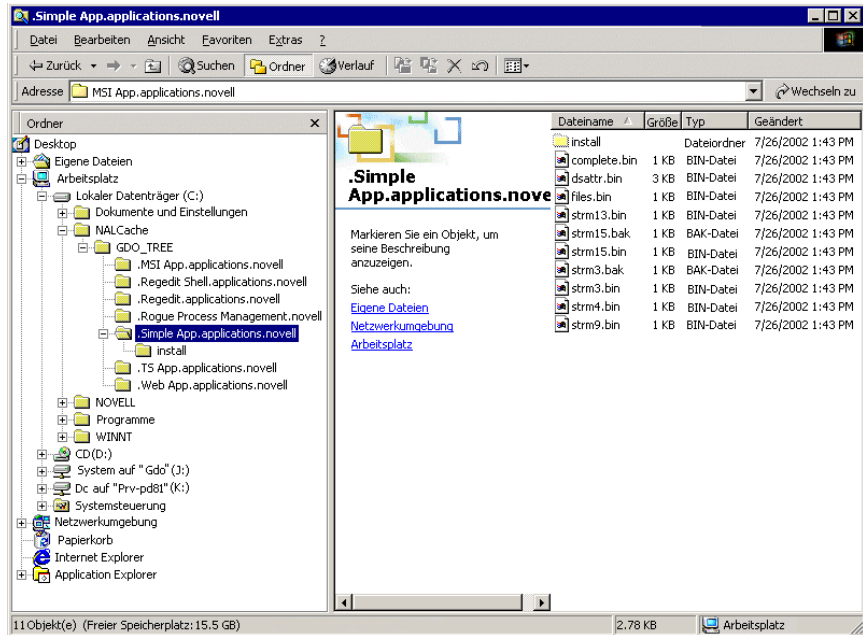 .Simple App.applications.novell
Datei Bearbeiten Ansicht Favoriten Extras ?
Zurück Suchen Ordner Verlauf
Adresse MSI App.applications.novell Wechseln zu
Ordner x
Desktop
Eigene Dateien
Arbeitsplatz
Lokaler Datenträger (C:)
Dokumente und Einstellungen
NALCache
GDO_TREE
.MSI App.applications.novell
.Regedit Shell.applications.novell
.Regedit.applications.novell
.Rogue Process Management.novell
.Simple App.applications.novell
install
.TS App.applications.novell
.Web App.applications.novell
NOVELL
Programme
WINNT
CD(D:)
System auf "Gdo"(J:)
Dc auf "Prv-pd81"(K:)
Systemsteuerung
Netzwerkumgebung
Papierkorb
Internet Explorer
Application Explorer
.Simple
App.applications.nove
Markieren Sie ein Objekt, um
seine Beschreibung
anzuzeigen.
Siehe auch:
Eigene Dateien
Netzwerkumgebung
Arbeitsplatz
Dateiname Größe Typ Geändert
install Dateiordner 7/26/2002 1:43 PM
complete.bin 1 KB BIN-Datei 7/26/2002 1:43 PM
dsattr.bin 3 KB BIN-Datei 7/26/2002 1:43 PM
files.bin 1 KB BIN-Datei 7/26/2002 1:43 PM
strm13.bin 1 KB BIN-Datei 7/26/2002 1:43 PM
strm15.bak 1 KB BAK-Datei 7/26/2002 1:43 PM
strm15.bin 1 KB BIN-Datei 7/26/2002 1:43 PM
strm3.bak 1 KB BAK-Datei 7/26/2002 1:43 PM
strm3.bin 1 KB BIN-Datei 7/26/2002 1:43 PM
strm4.bin 1 KB BIN-Datei 7/26/2002 1:43 PM
strm9.bin 1 KB BIN-Datei 7/26/2002 1:43 PM
11 Objekt(e) (Freier Speicherplatz: 15.5 GB) 2.78 KB Arbeitsplatz